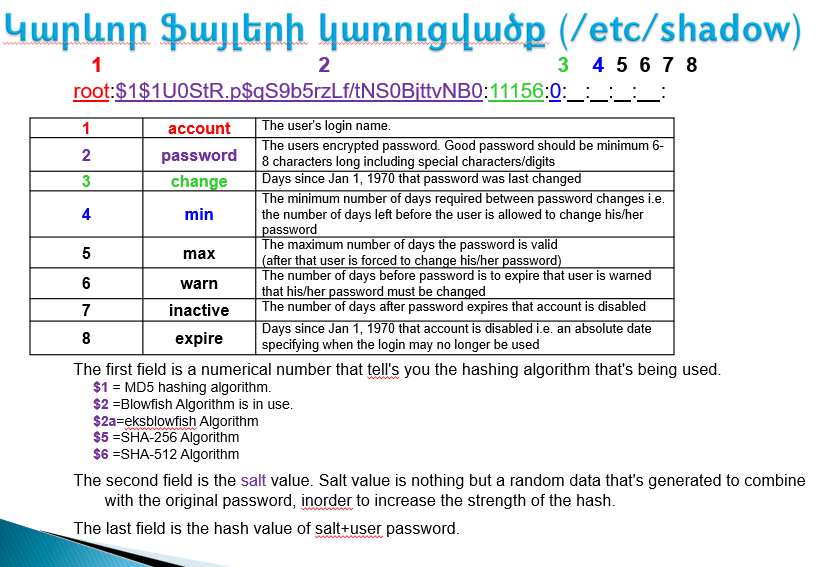 Կարևոր ֆայլերի կառուցվածք (/etc/shadow)
1 2 3 4 5 6 7 8
root:$1$1U0StR.p$qS9b5rzLf/tNS0BjttvNB0:11156:0:__:__:__:__:
1 account The user's login name.
2 password The users encrypted password. Good password should be minimum 6-
8 characters long including special characters/digits
3 change Days since Jan 1, 1970 that password was last changed
4 min The minimum number of days required between password changes i.e.
the number of days left before the user is allowed to change his/her
password
5 max The maximum number of days the password is valid
(after that user is forced to change his/her password)
6 warn The number of days before password is to expire that user is warned
that his/her password must be changed
7 inactive The number of days after password expires that account is disabled
8 expire Days since Jan 1, 1970 that account is disabled i.e. an absolute date
specifying when the login may no longer be used
The first field is a numerical number that tell's you the hashing algorithm that's being used.
$1 = MD5 hashing algorithm.
$2 =Blowfish Algorithm is in use.
$2a=eksblowfish Algorithm
$5 =SHA-256 Algorithm
$6 =SHA-512 Algorithm
The second field is the salt value. Salt value is nothing but a random data that's generated to combine
with the original password, inorder to increase the strength of the hash.
The last field is the hash value of salt+user password.